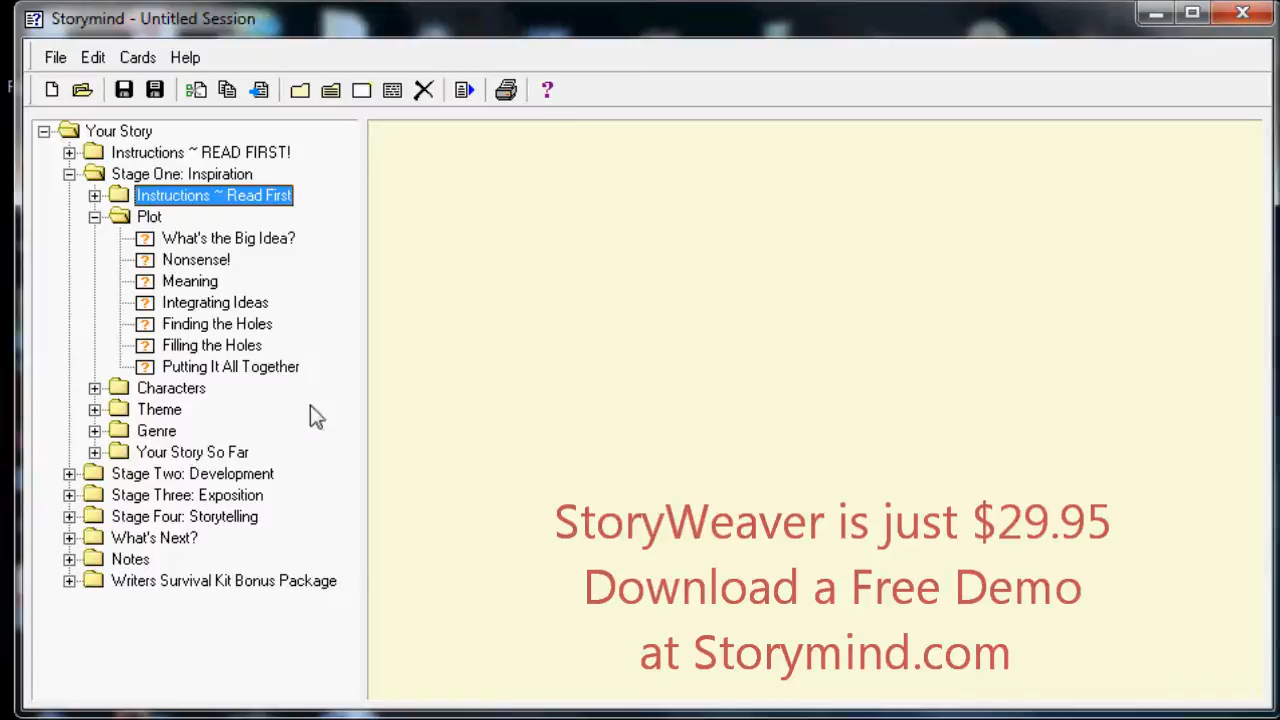 Storymind - Untitled Session
File Edit Cards Help
Your Story
Instructions ~ READ FIRST!
Stage One: Inspiration
Instructions ~ Read First
Plot
What's the Big Idea?
Nonsense!
Meaning
Integrating Ideas
Finding the Holes
Filling the Holes
Putting It All Together
Characters
Theme
Genre
Your Story So Far
Stage Two: Development
Stage Three: Exposition
Stage Four: Storytelling
What's Next?
Notes
Writers Survival Kit Bonus Package
StoryWeaver is just $29.95
Download a Free Demo
at Storymind.com